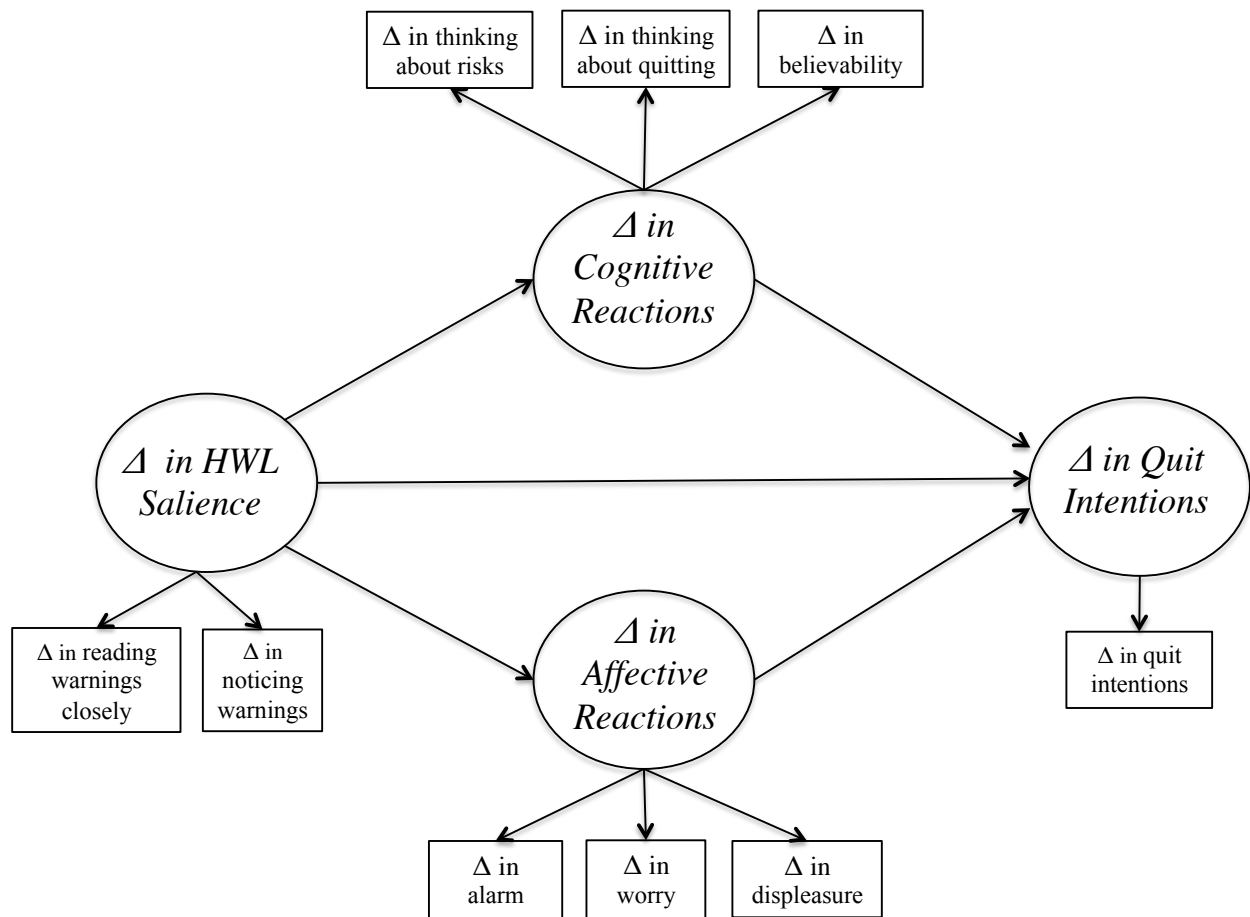 Δ in thinking
about risks
Δ in thinking
about quitting
Δ in
believability
Δ in
Cognitive
Reactions
Δ in HWL
Salience
Δ in Quit
Intentions
Δ in reading
warnings
closely
Δ in
noticing
warnings
Δ in
Affective
Reactions
Δ in quit
intentions
Δ in
alarm
Δ in
worry
Δ in
displeasure